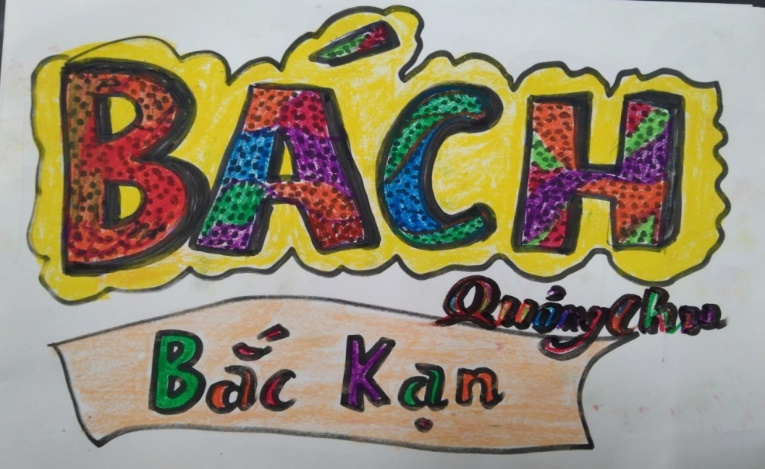 BÁCH
Quảng Chu
Bắc Kạn